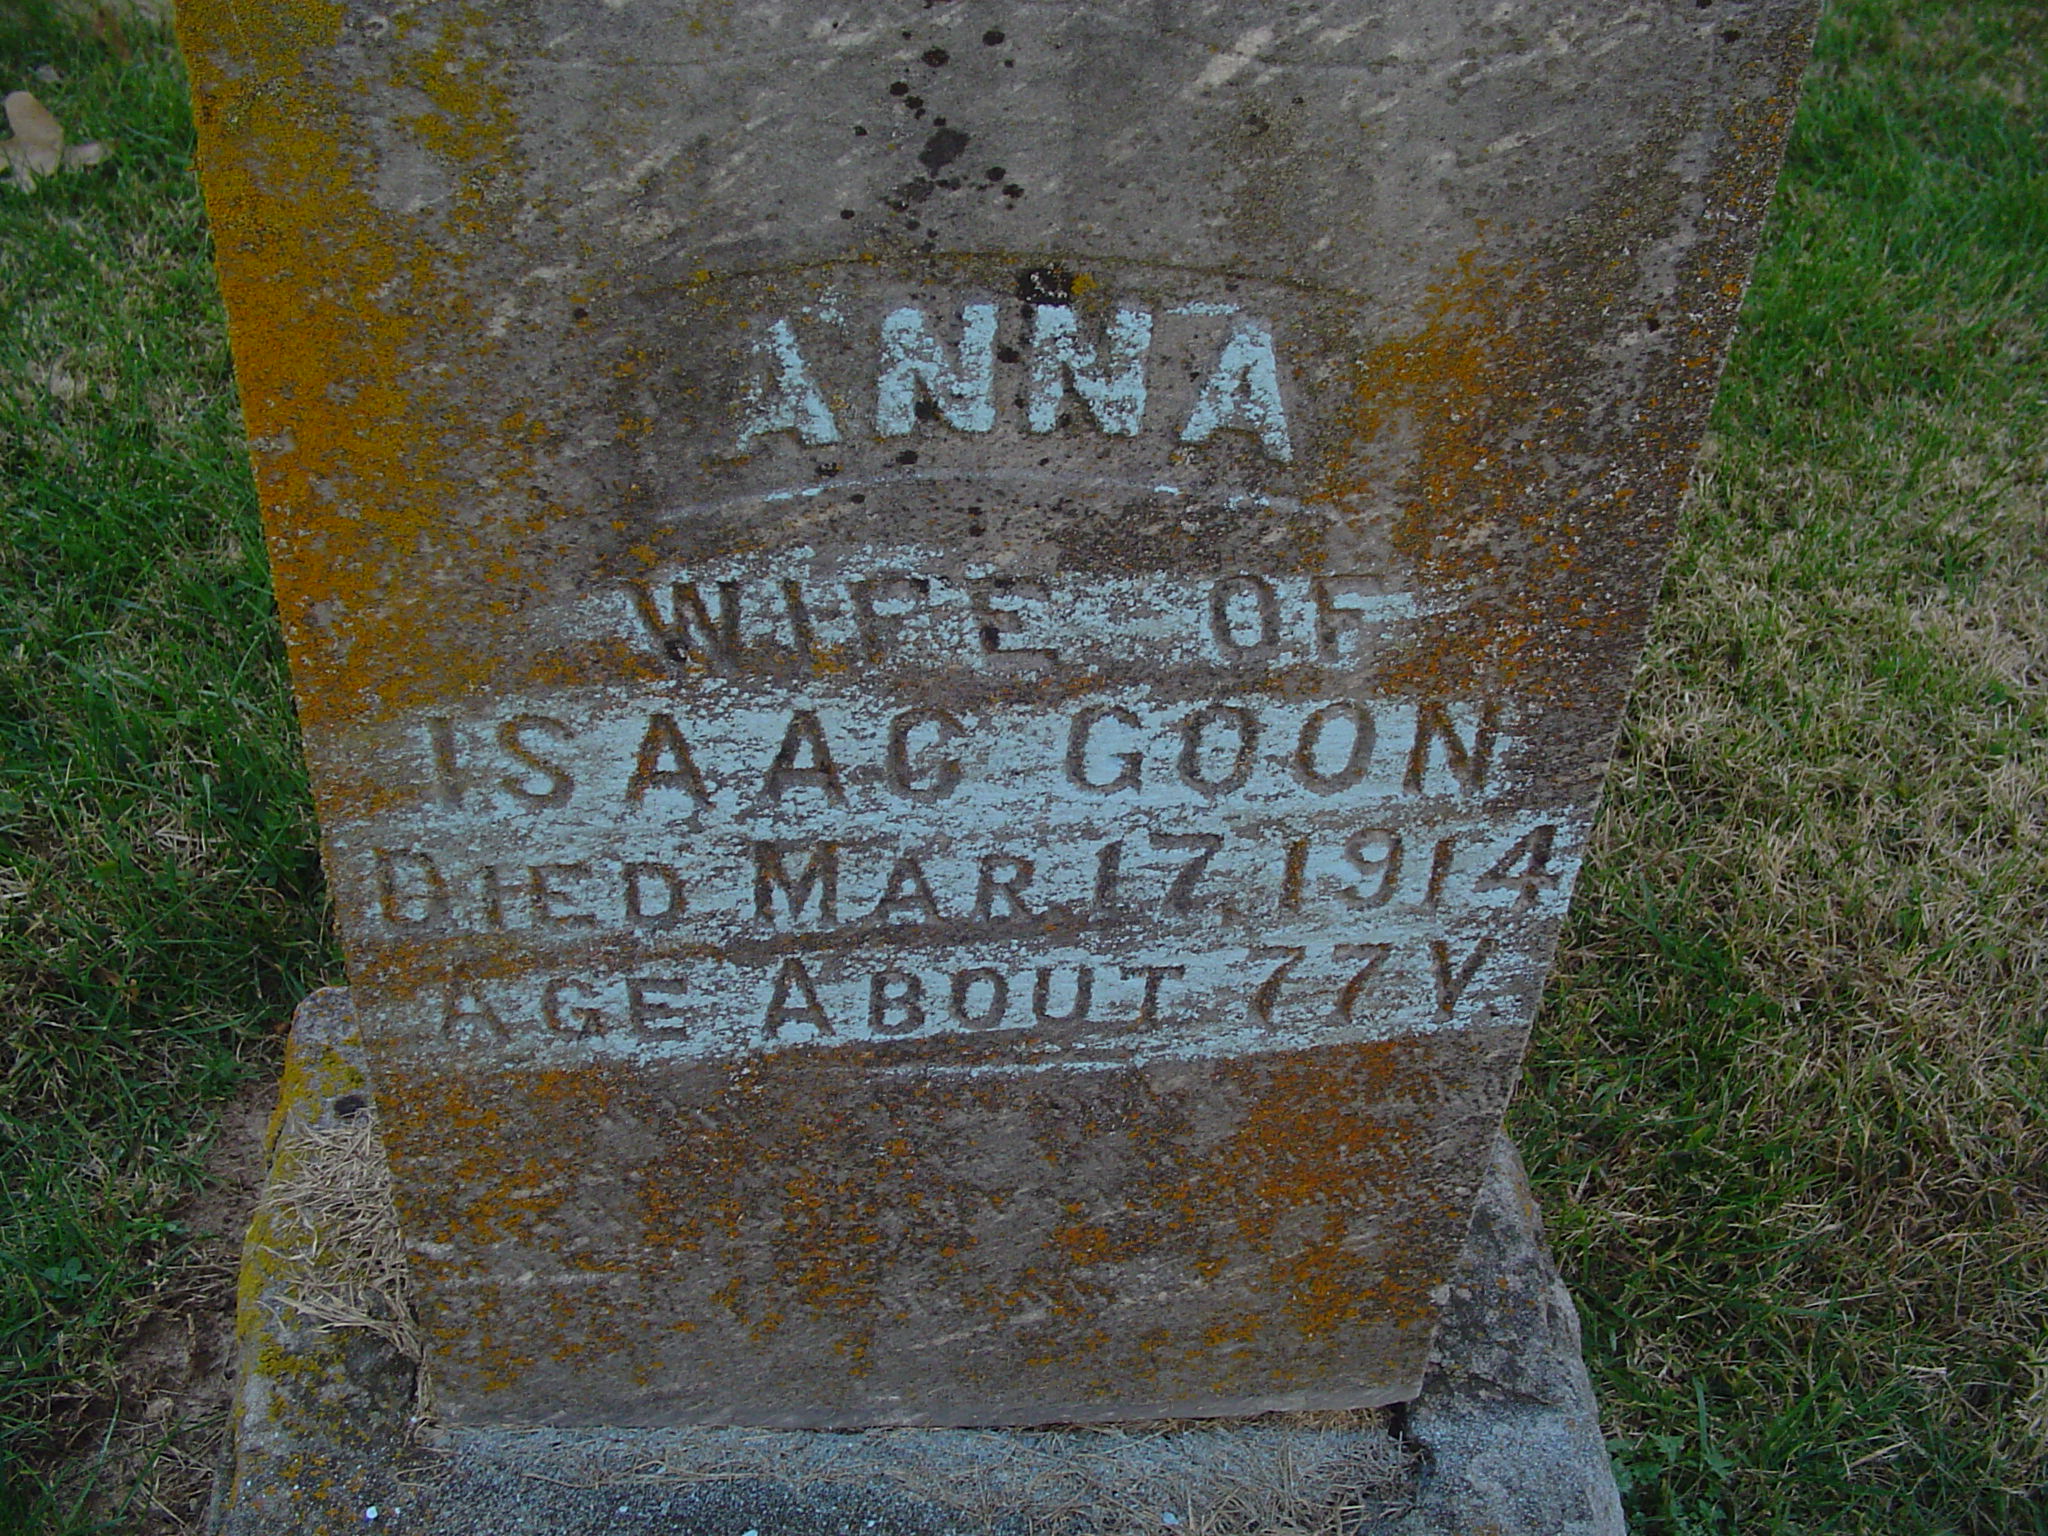 ANNA
WIFE OF
ISAAC GOON
DIED MAR. 17, 1914
AGE ABOUT 77 Y